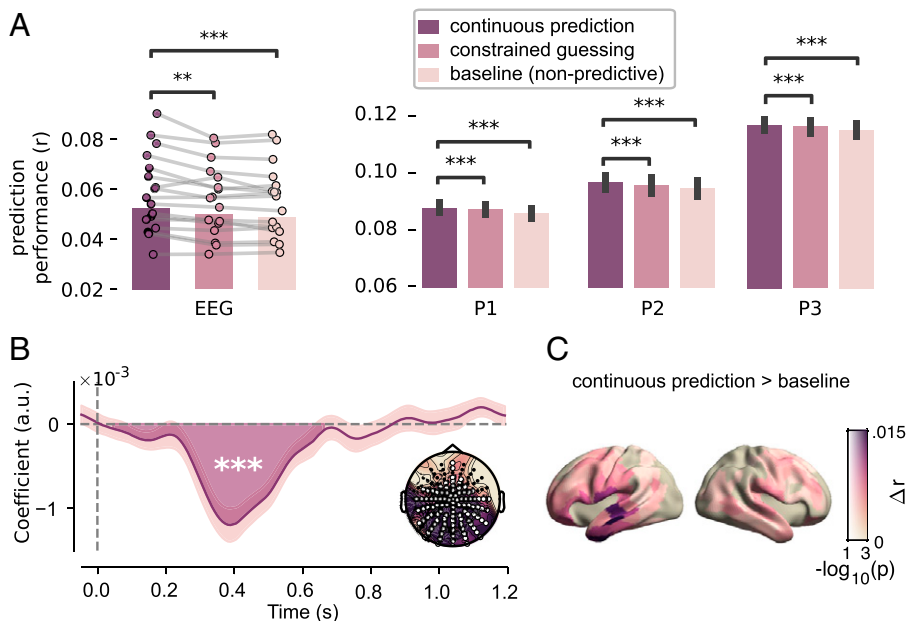 A
continuous prediction
constrained guessing
baseline (non-predictive)
prediction
performance (r)
0.08
0.06
0.04
0.02
**
***
EEG
0.12
0.10
0.08
0.06
***
***
P1
***
***
P2
***
***
P3
B
×10⁻³
Coefficient (a.u.)
0
−1
***
0.0 0.2 0.4 0.6 0.8 1.0 1.2
Time (s)
C
continuous prediction > baseline
.015
Δr
0
1 3
-log₁₀(p)